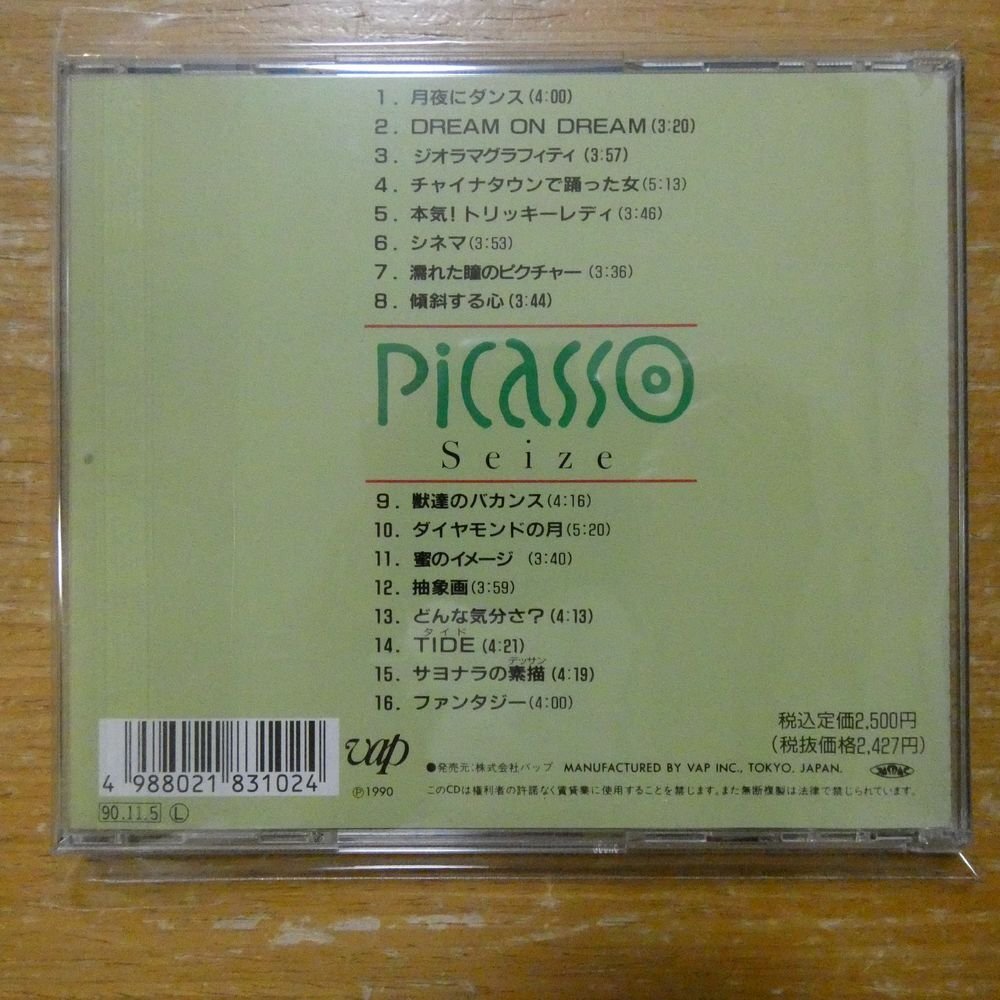 1. 月夜にダンス(4:00)
2. DREAM ON DREAM(3:20)
3. ジオラマグラフィティ(3:57)
4. チャイナタウンで踊った女(5:13)
5. 本気!トリッキーレディ(3:46)
6. シネマ(3:53)
7. 濡れた瞳のピクチャー(3:36)
8. 傾斜する心(3:44)
PiCASSO
Seize
9. 獣達のバカンス(4:16)
10. ダイヤモンドの月(5:20)
11. 蜜のイメージ (3:40)
12. 抽象画(3:59)
13. どんな気分さ?(4:13)
タイド
14. TIDE(4:21)
デッサン
15. サヨナラの素描(4:19)
16. ファンタジー(4:00)
税込定価2,500円
(税抜価格2,427円)
vap
●発売元:株式会社バップ MANUFACTURED BY VAP INC., TOKYO, JAPAN.
℗1990
このCDは権利者の許諾なく賃貸業に使用することを禁じます。また無断複製は法律で禁じられています。
4 988021 831024
90.11.5 Ⓛ